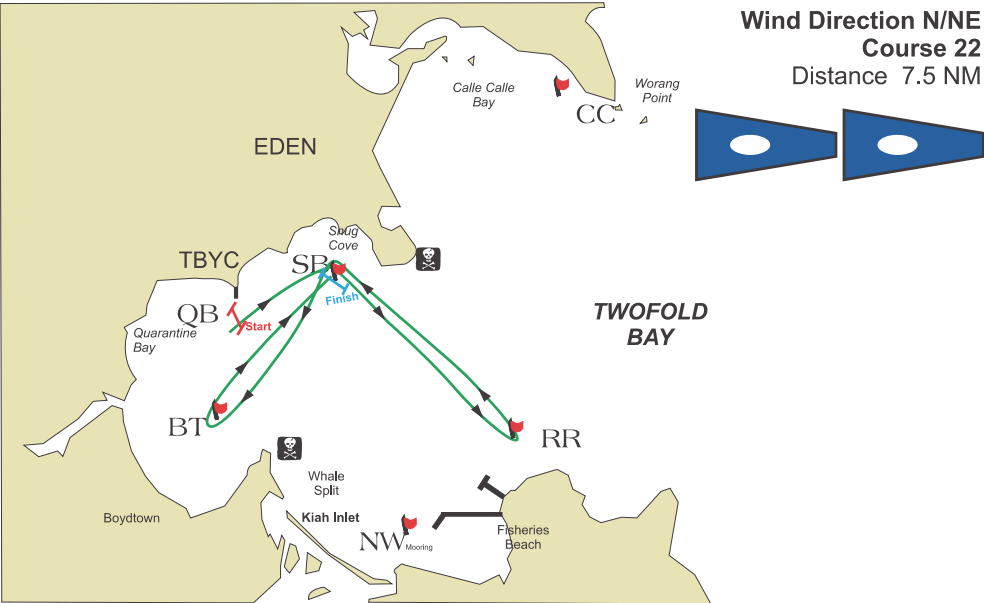 Wind Direction N/NE
Course 22
Distance 7.5 NM
Calle Calle
Bay
Worang
Point
CC
EDEN
Snug
Cove
TBYC
SB
Finish
QB
Start
Quarantine
Bay
TWOFOLD
BAY
BT
RR
Whale
Split
Boydtown
Kiah Inlet
NW
Mooring
Fisheries
Beach